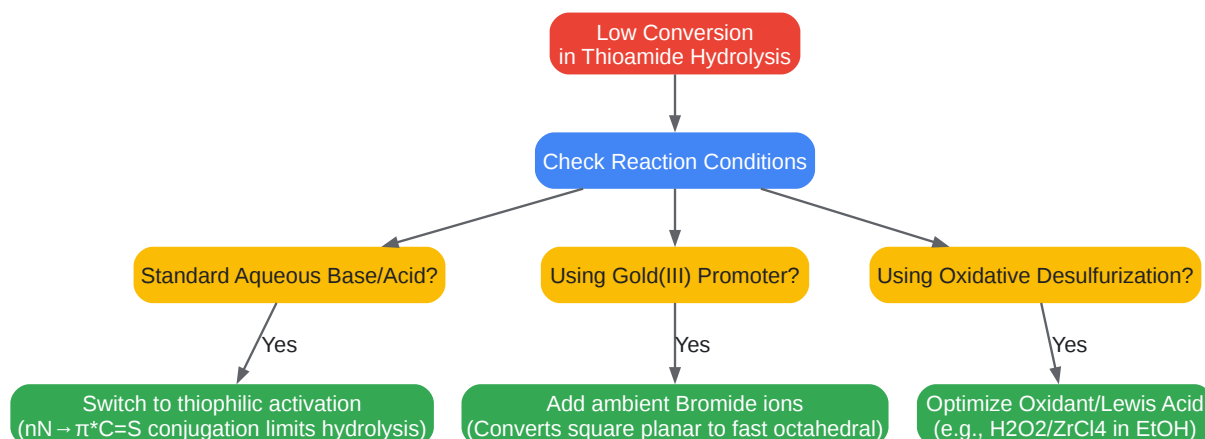 Low Conversion
in Thioamide Hydrolysis
Check Reaction Conditions
Standard Aqueous Base/Acid?
Using Gold(III) Promoter?
Using Oxidative Desulfurization?
Yes
Yes
Yes
Switch to thiophilic activation
(nN→π*C=S conjugation limits hydrolysis)
Add ambient Bromide ions
(Converts square planar to fast octahedral)
Optimize Oxidant/Lewis Acid
(e.g., H2O2/ZrCl4 in EtOH)